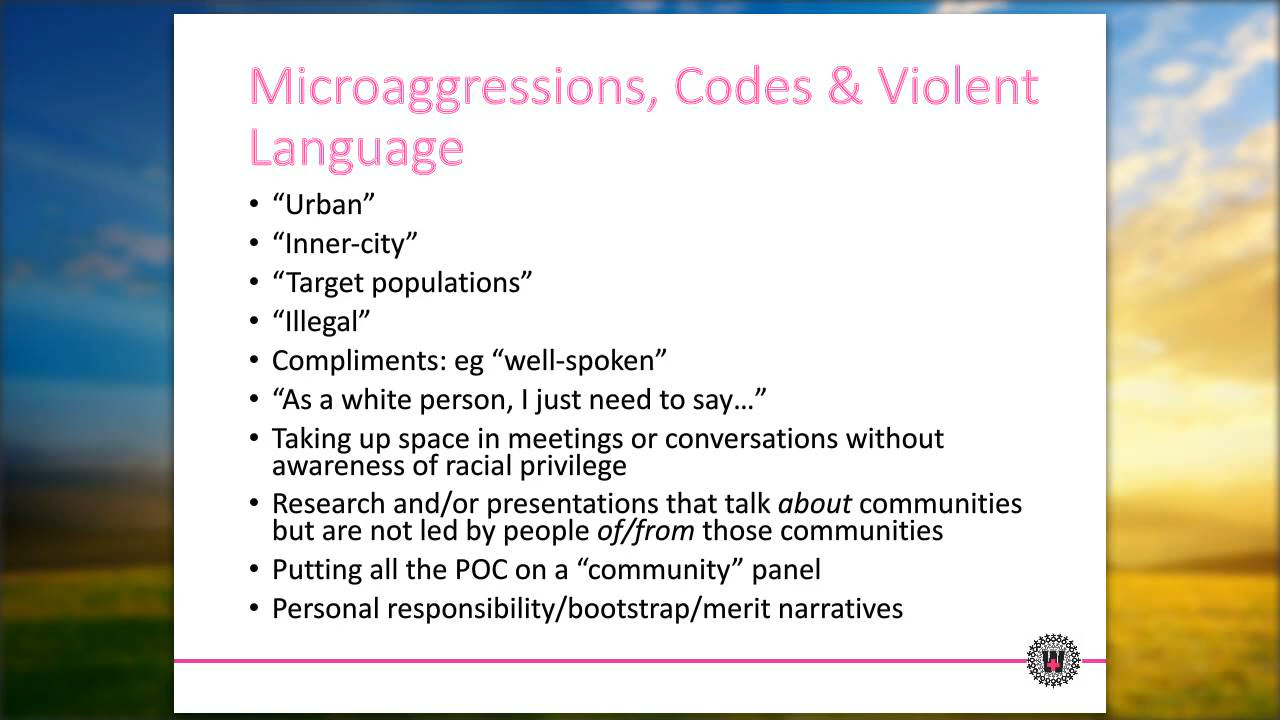 Microaggressions, Codes & Violent
Language
• “Urban”
• “Inner-city”
• “Target populations”
• “Illegal”
• Compliments: eg “well-spoken”
• “As a white person, I just need to say…”
• Taking up space in meetings or conversations without
awareness of racial privilege
• Research and/or presentations that talk about communities
but are not led by people of/from those communities
• Putting all the POC on a “community” panel
• Personal responsibility/bootstrap/merit narratives
W